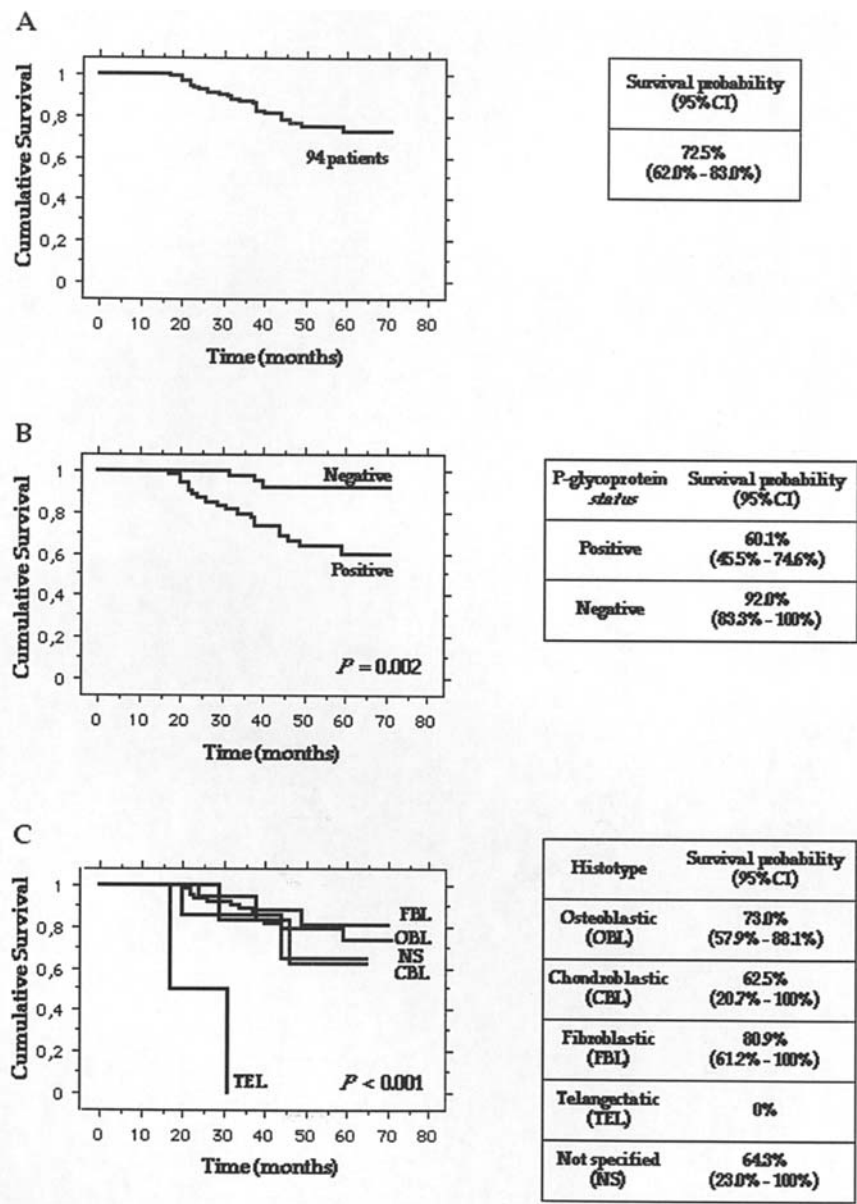 A
Cumulative Survival
1
0,8
0,6
0,4
0,2
0
94 patients
0 10 20 30 40 50 60 70 80
Time (months)
Survival probability
(95% CI)
72.5%
(62.0% - 83.0%)
B
Cumulative Survival
1
0,8
0,6
0,4
0,2
0
Negative
Positive
P = 0.002
0 10 20 30 40 50 60 70 80
Time (months)
P-glycoprotein status
Survival probability
(95% CI)
Positive
60.1%
(45.5% - 74.6%)
Negative
92.0%
(83.3% - 100%)
C
Cumulative Survival
1
0,8
0,6
0,4
0,2
0
FBL
OBL
NS
CBL
TEL
P < 0.001
0 10 20 30 40 50 60 70 80
Time (months)
Histotype
Survival probability
(95% CI)
Osteoblastic
(OBL)
73.0%
(57.9% - 88.1%)
Chondroblastic
(CBL)
62.5%
(20.7% - 100%)
Fibroblastic
(FBL)
80.9%
(61.2% - 100%)
Telangectatic
(TEL)
0%
Not specified
(NS)
64.3%
(23.0% - 100%)